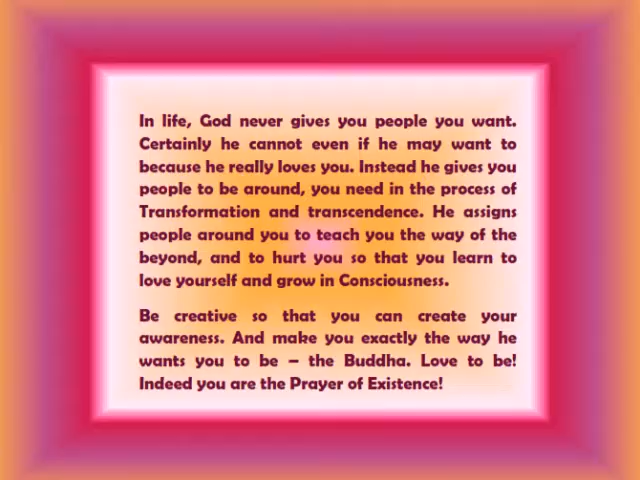 In life, God never gives you people you want.
Certainly he cannot even if he may want to
because he really loves you. Instead he gives you
people to be around, you need in the process of
Transformation and transcendence. He assigns
people around you to teach you the way of the
beyond, and to hurt you so that you learn to
love yourself and grow in Consciousness.
Be creative so that you can create your
awareness. And make you exactly the way he
wants you to be – the Buddha. Love to be!
Indeed you are the Prayer of Existence!